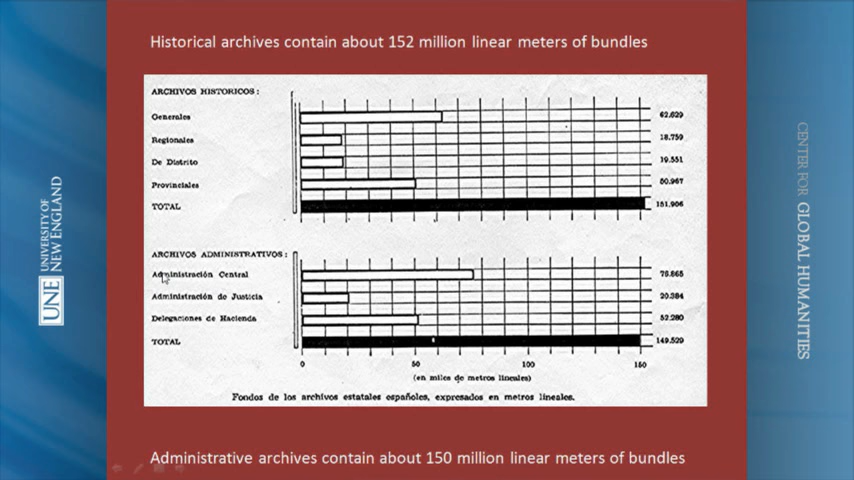 Historical archives contain about 152 million linear meters of bundles
ARCHIVOS HISTORICOS :
Generales 62.629
Regionales 18.759
De Distrito 19.551
Provinciales 50.967
TOTAL 151.906
ARCHIVOS ADMINISTRATIVOS :
Administración Central 76.865
Administración de Justicia 20.384
Delegaciones de Hacienda 52.280
TOTAL 149.529
0 50 100 150
(en miles de metros lineales)
Fondos de los archivos estatales españoles, expresados en metros lineales.
Administrative archives contain about 150 million linear meters of bundles
UNE UNIVERSITY OF
NEW ENGLAND
CENTER FOR GLOBAL HUMANITIES